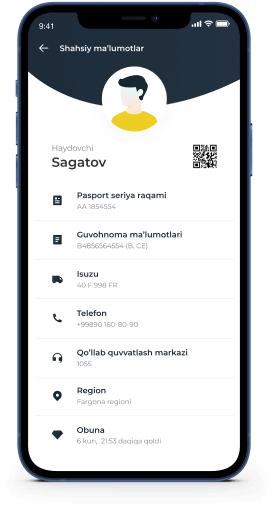 9:41
Shahsiy ma'lumotlar
Haydovchi
Sagatov
Pasport seriya raqami
AA 1854554
Guvohnoma ma'lumotlari
B4856564554 (B, CE)
Isuzu
40 F 998 FR
Telefon
+99890 160-80-90
Qo'llab quvvatlash markazi
1055
Region
Fargona regioni
Obuna
6 kun, 21:53 daqiqa qoldi